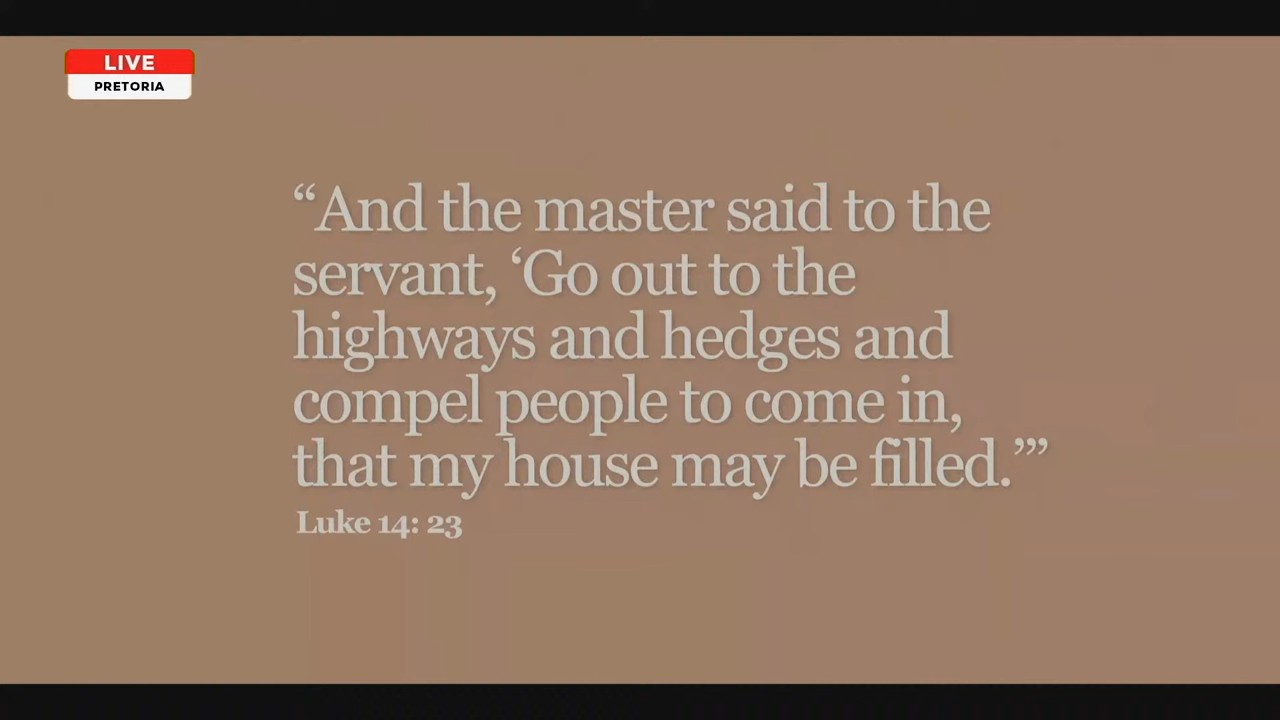 LIVE
PRETORIA
“And the master said to the
servant, ‘Go out to the
highways and hedges and
compel people to come in,
that my house may be filled.’”
Luke 14: 23